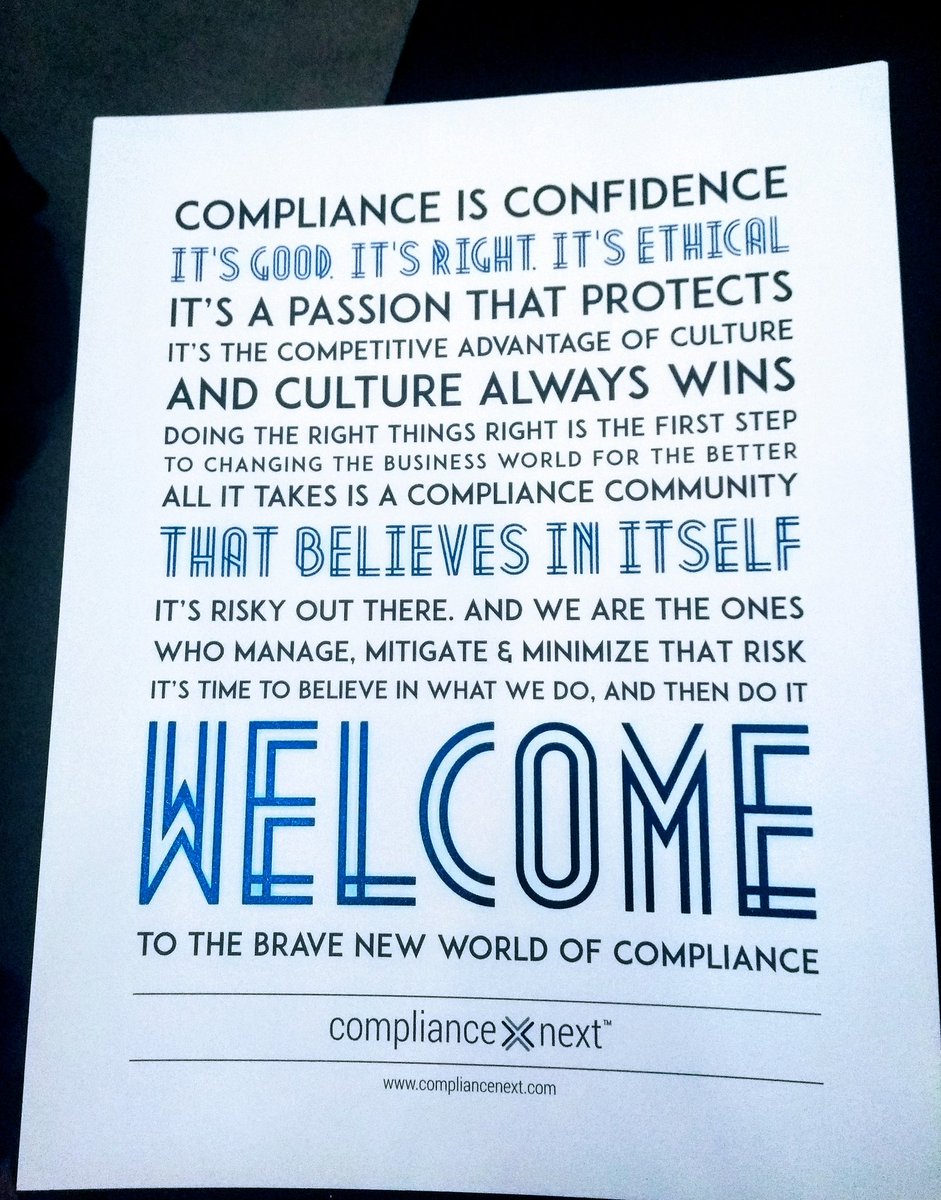 COMPLIANCE IS CONFIDENCE
IT'S GOOD. IT'S RIGHT. IT'S ETHICAL
IT'S A PASSION THAT PROTECTS
IT'S THE COMPETITIVE ADVANTAGE OF CULTURE
AND CULTURE ALWAYS WINS
DOING THE RIGHT THINGS RIGHT IS THE FIRST STEP
TO CHANGING THE BUSINESS WORLD FOR THE BETTER
ALL IT TAKES IS A COMPLIANCE COMMUNITY
THAT BELIEVES IN ITSELF
IT'S RISKY OUT THERE. AND WE ARE THE ONES
WHO MANAGE, MITIGATE & MINIMIZE THAT RISK
IT'S TIME TO BELIEVE IN WHAT WE DO, AND THEN DO IT
WELCOME
TO THE BRAVE NEW WORLD OF COMPLIANCE
compliance next™
www.compliancenext.com